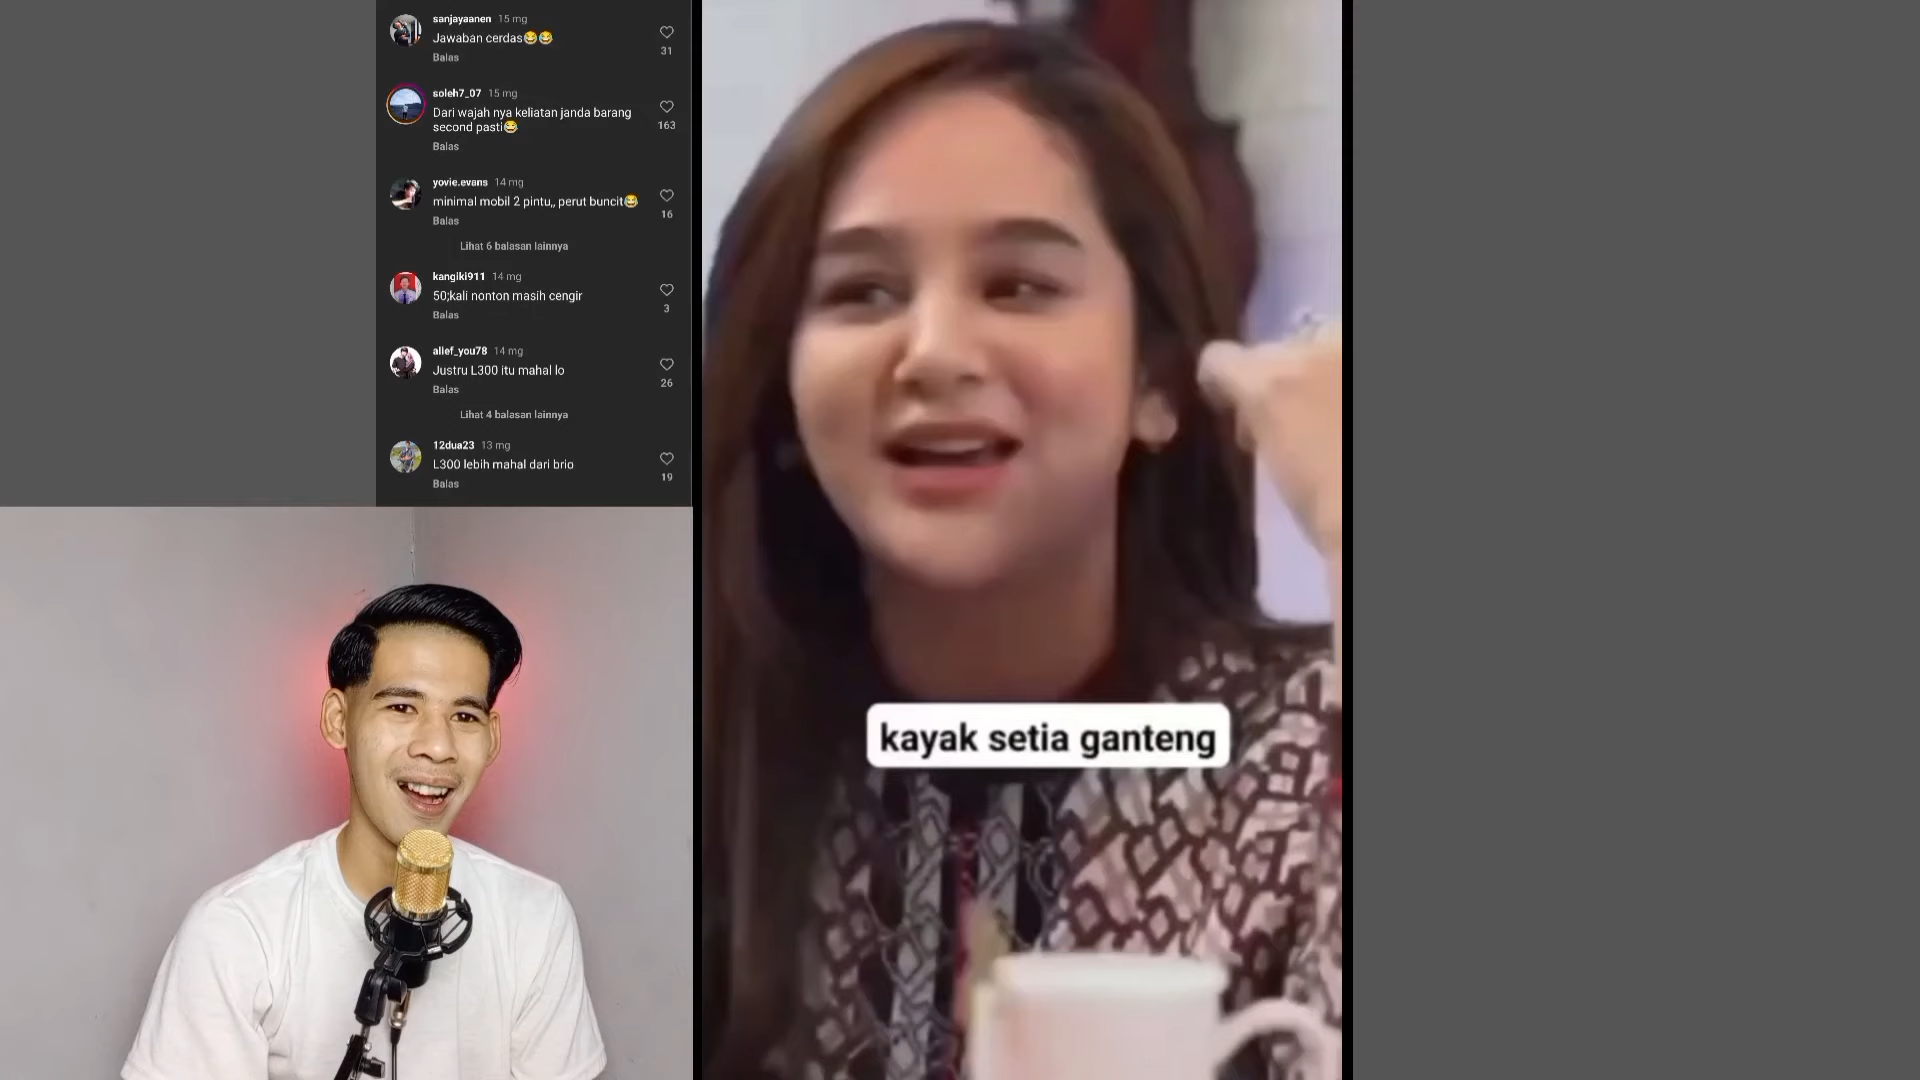 sanjayaanen 15 mg
Jawaban cerdas😂😂
31
Balas
soleh7_07 15 mg
Dari wajah nya keliatan janda barang
second pasti😂
163
Balas
yovie.evans 14 mg
minimal mobil 2 pintu,, perut buncit😂
16
Balas
Lihat 6 balasan lainnya
kangiki911 14 mg
50;kali nonton masih cengir
3
Balas
alief_you78 14 mg
Justru L300 itu mahal lo
26
Balas
Lihat 4 balasan lainnya
12dua23 13 mg
L300 lebih mahal dari brio
19
Balas
kayak setia ganteng